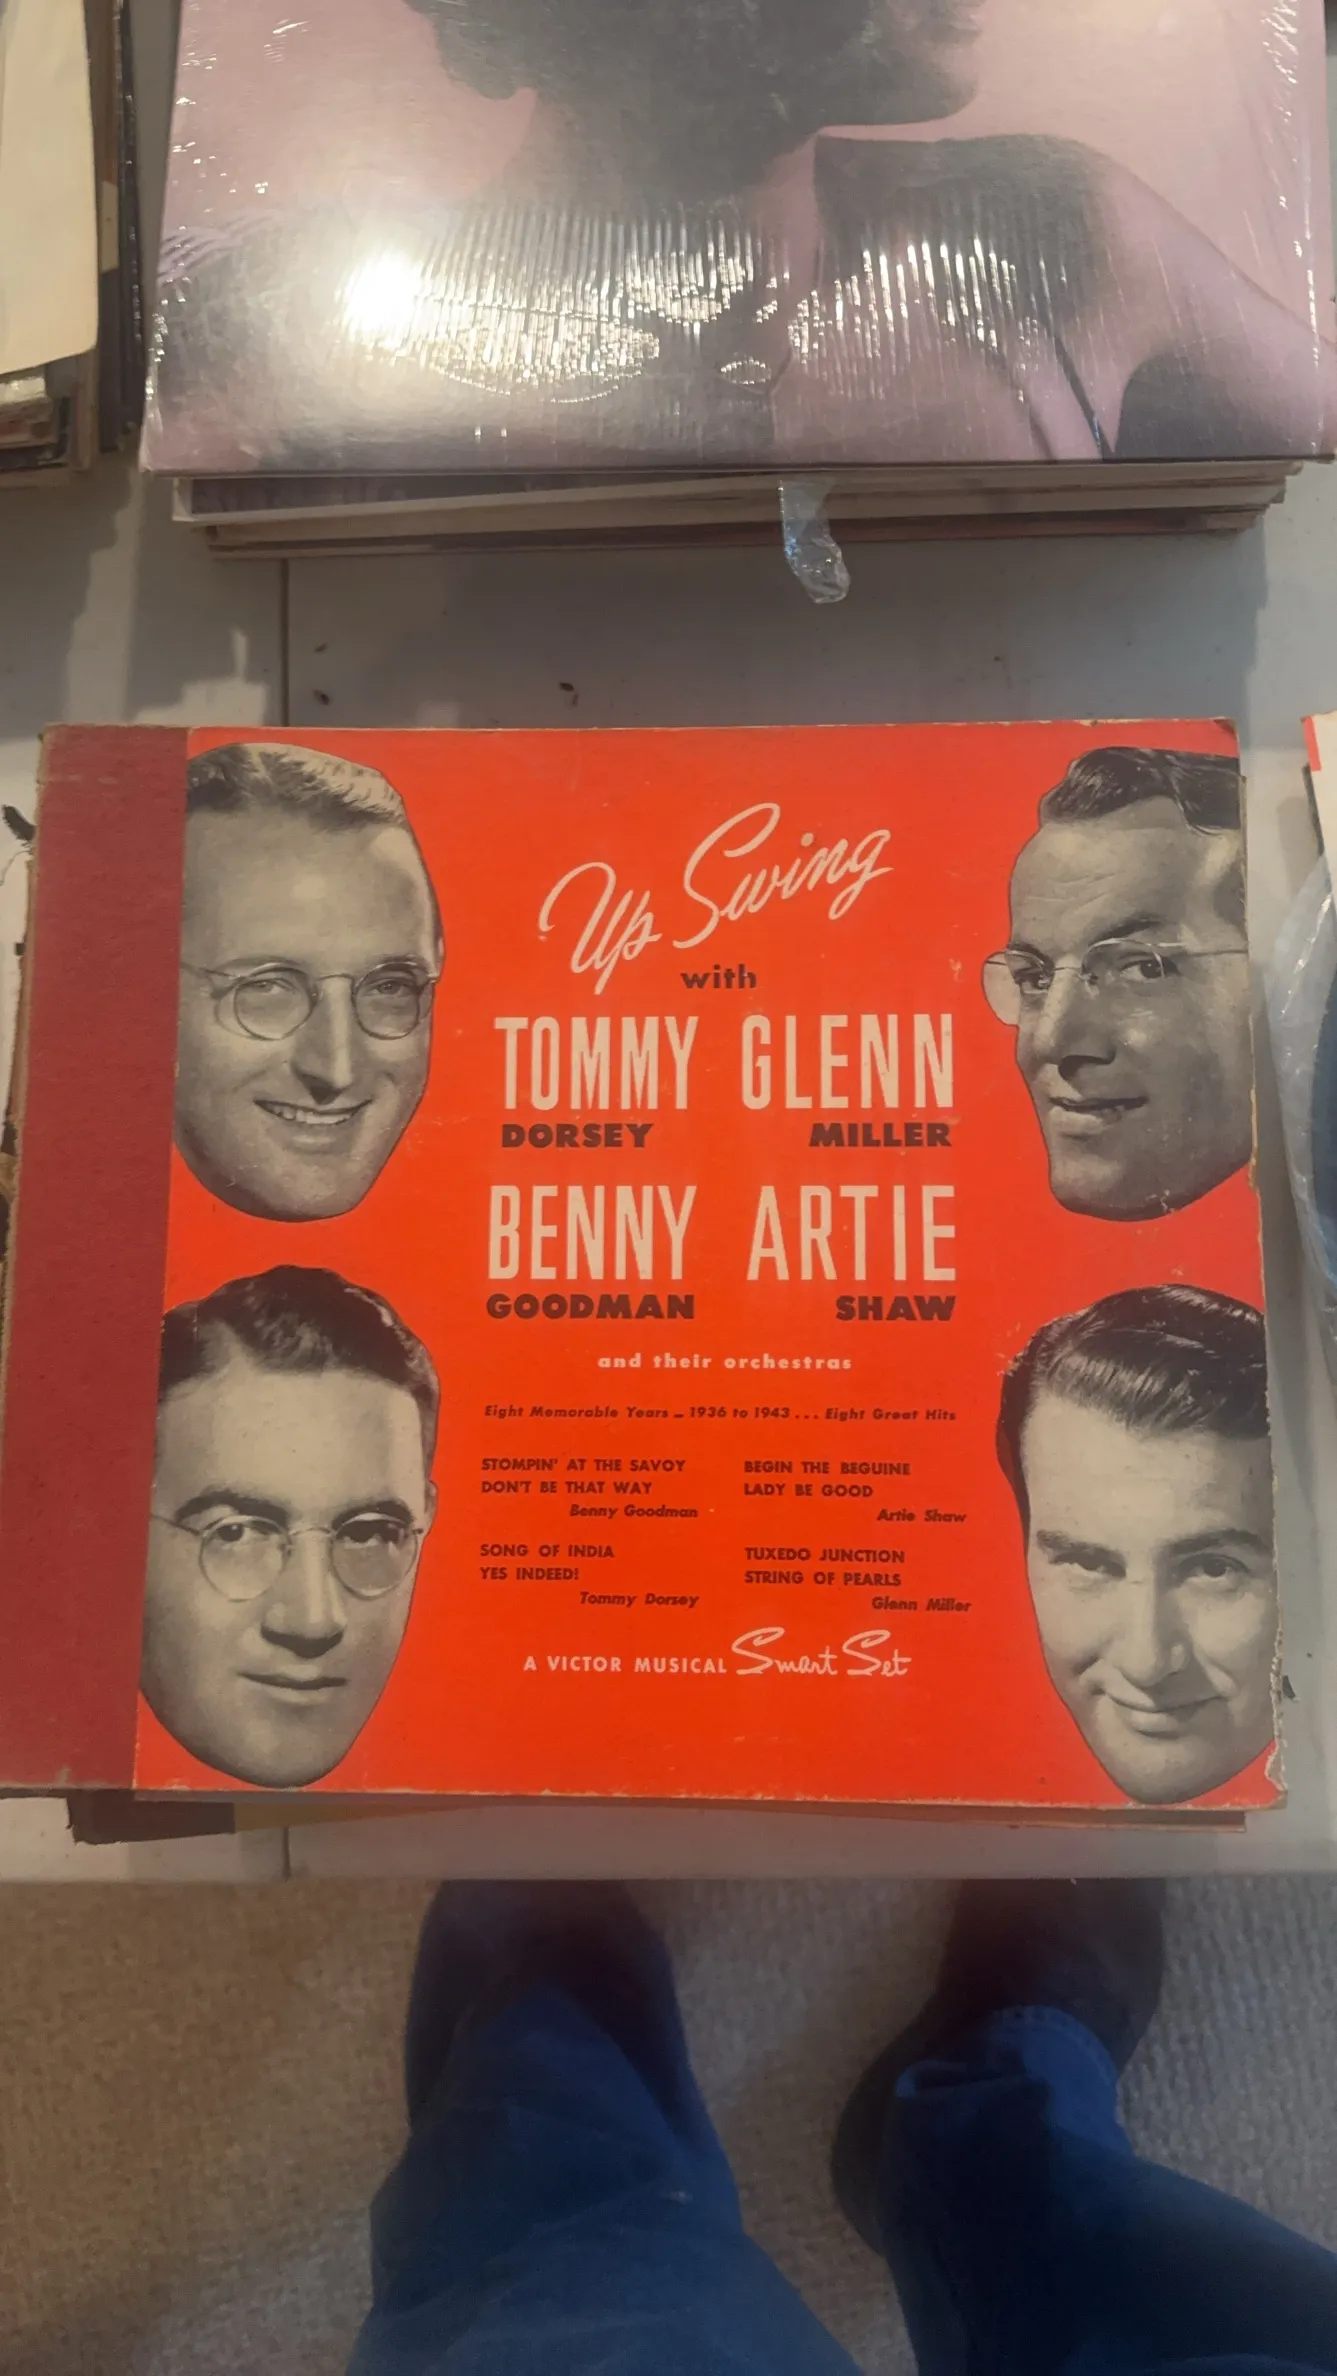 Up Swing
with
TOMMY GLENN
DORSEY MILLER
BENNY ARTIE
GOODMAN SHAW
and their orchestras
Eight Memorable Years – 1936 to 1943 . . . Eight Great Hits
STOMPIN' AT THE SAVOY
DON'T BE THAT WAY
Benny Goodman
BEGIN THE BEGUINE
LADY BE GOOD
Artie Shaw
SONG OF INDIA
YES INDEED!
Tommy Dorsey
TUXEDO JUNCTION
STRING OF PEARLS
Glenn Miller
A VICTOR MUSICAL Smart Set